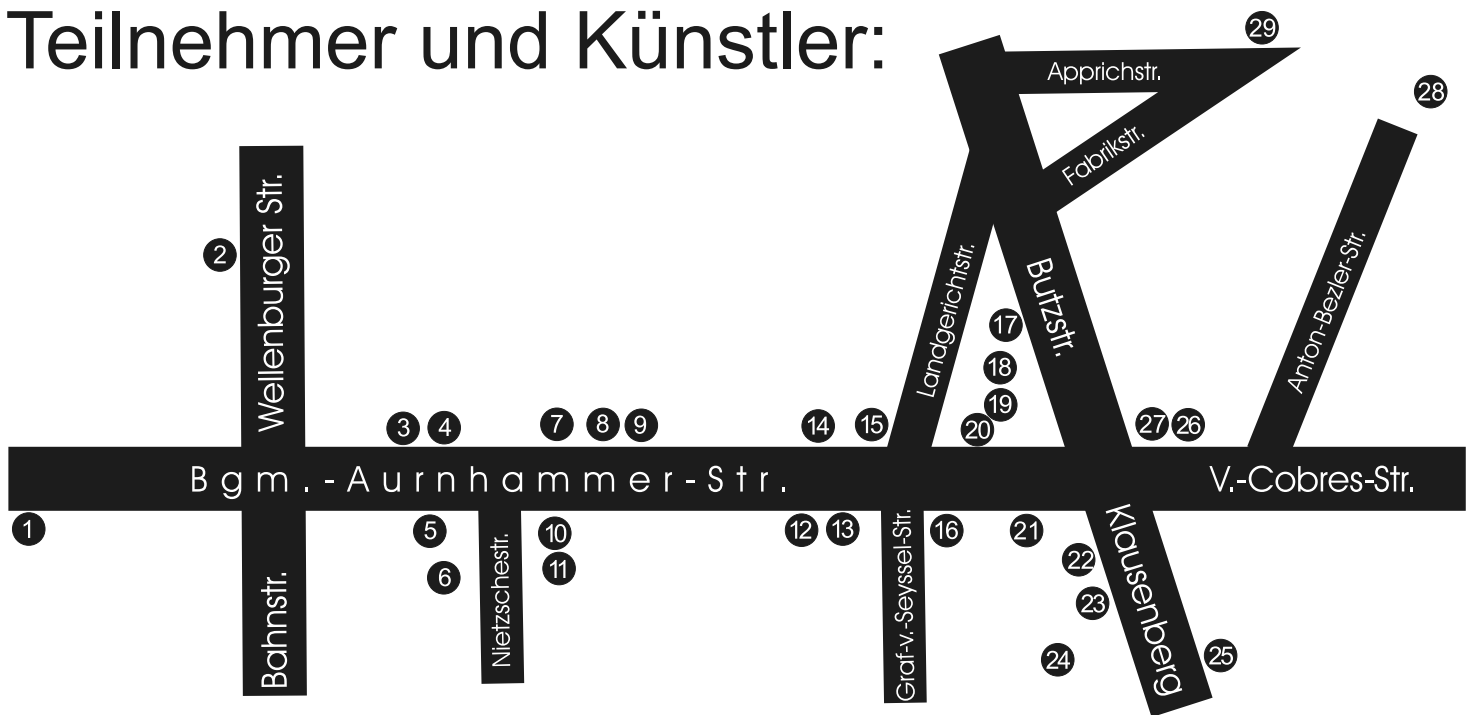 Teilnehmer und Künstler:
29
Apprichstr.
28
Fabrikstr.
Wellenburger Str.
2
Landgerichtstr.
Butzstr.
Anton-Bezler-Str.
17
18
19
3
4
7
8
9
14
15
20
27
26
Bgm.-Aurnhammer-Str.
V.-Cobres-Str.
1
5
10
12
13
16
21
6
11
22
23
24
25
Bahnstr.
Nietzschestr.
Graf-v.-Seyssel-Str.
Klausenberg